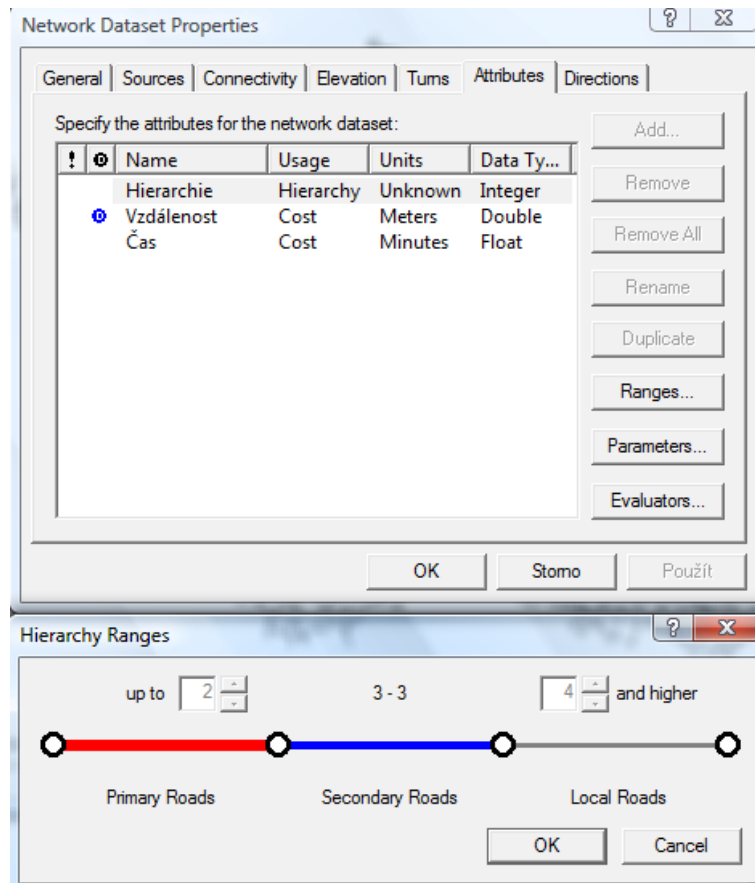 Network Dataset Properties
General Sources Connectivity Elevation Turns Attributes Directions
Specify the attributes for the network dataset:
! Name Usage Units Data Ty...
Hierarchie Hierarchy Unknown Integer
Vzdálenost Cost Meters Double
Čas Cost Minutes Float
Add...
Remove
Remove All
Rename
Duplicate
Ranges...
Parameters...
Evaluators...
OK Storno Použít
Hierarchy Ranges
up to 2 3 - 3 4 and higher
Primary Roads Secondary Roads Local Roads
OK Cancel